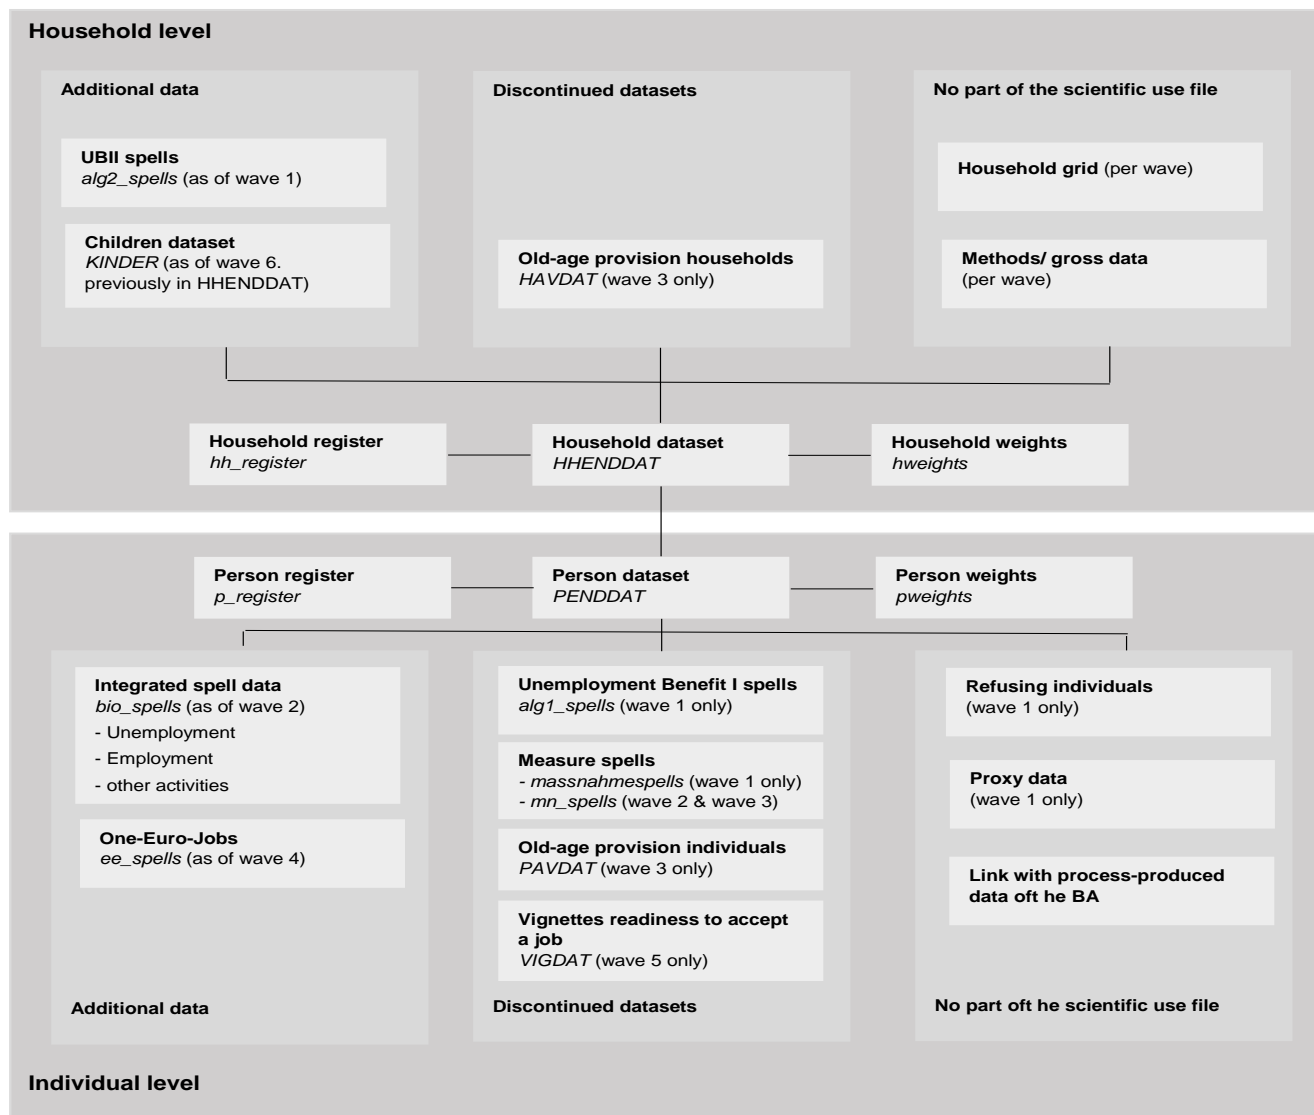 Household level
Additional data
UBII spells
alg2_spells (as of wave 1)
Children dataset
KINDER (as of wave 6.
previously in HHENDDAT)
Discontinued datasets
Old-age provision households
HAVDAT (wave 3 only)
No part of the scientific use file
Household grid (per wave)
Methods/ gross data
(per wave)
Household register
hh_register
Household dataset
HHENDDAT
Household weights
hweights
Person register
p_register
Person dataset
PENDDAT
Person weights
pweights
Integrated spell data
bio_spells (as of wave 2)
- Unemployment
- Employment
- other activities
One-Euro-Jobs
ee_spells (as of wave 4)
Additional data
Unemployment Benefit I spells
alg1_spells (wave 1 only)
Measure spells
- massnahmespells (wave 1 only)
- mn_spells (wave 2 & wave 3)
Old-age provision individuals
PAVDAT (wave 3 only)
Vignettes readiness to accept
a job
VIGDAT (wave 5 only)
Discontinued datasets
Refusing individuals
(wave 1 only)
Proxy data
(wave 1 only)
Link with process-produced
data oft he BA
No part oft he scientific use file
Individual level